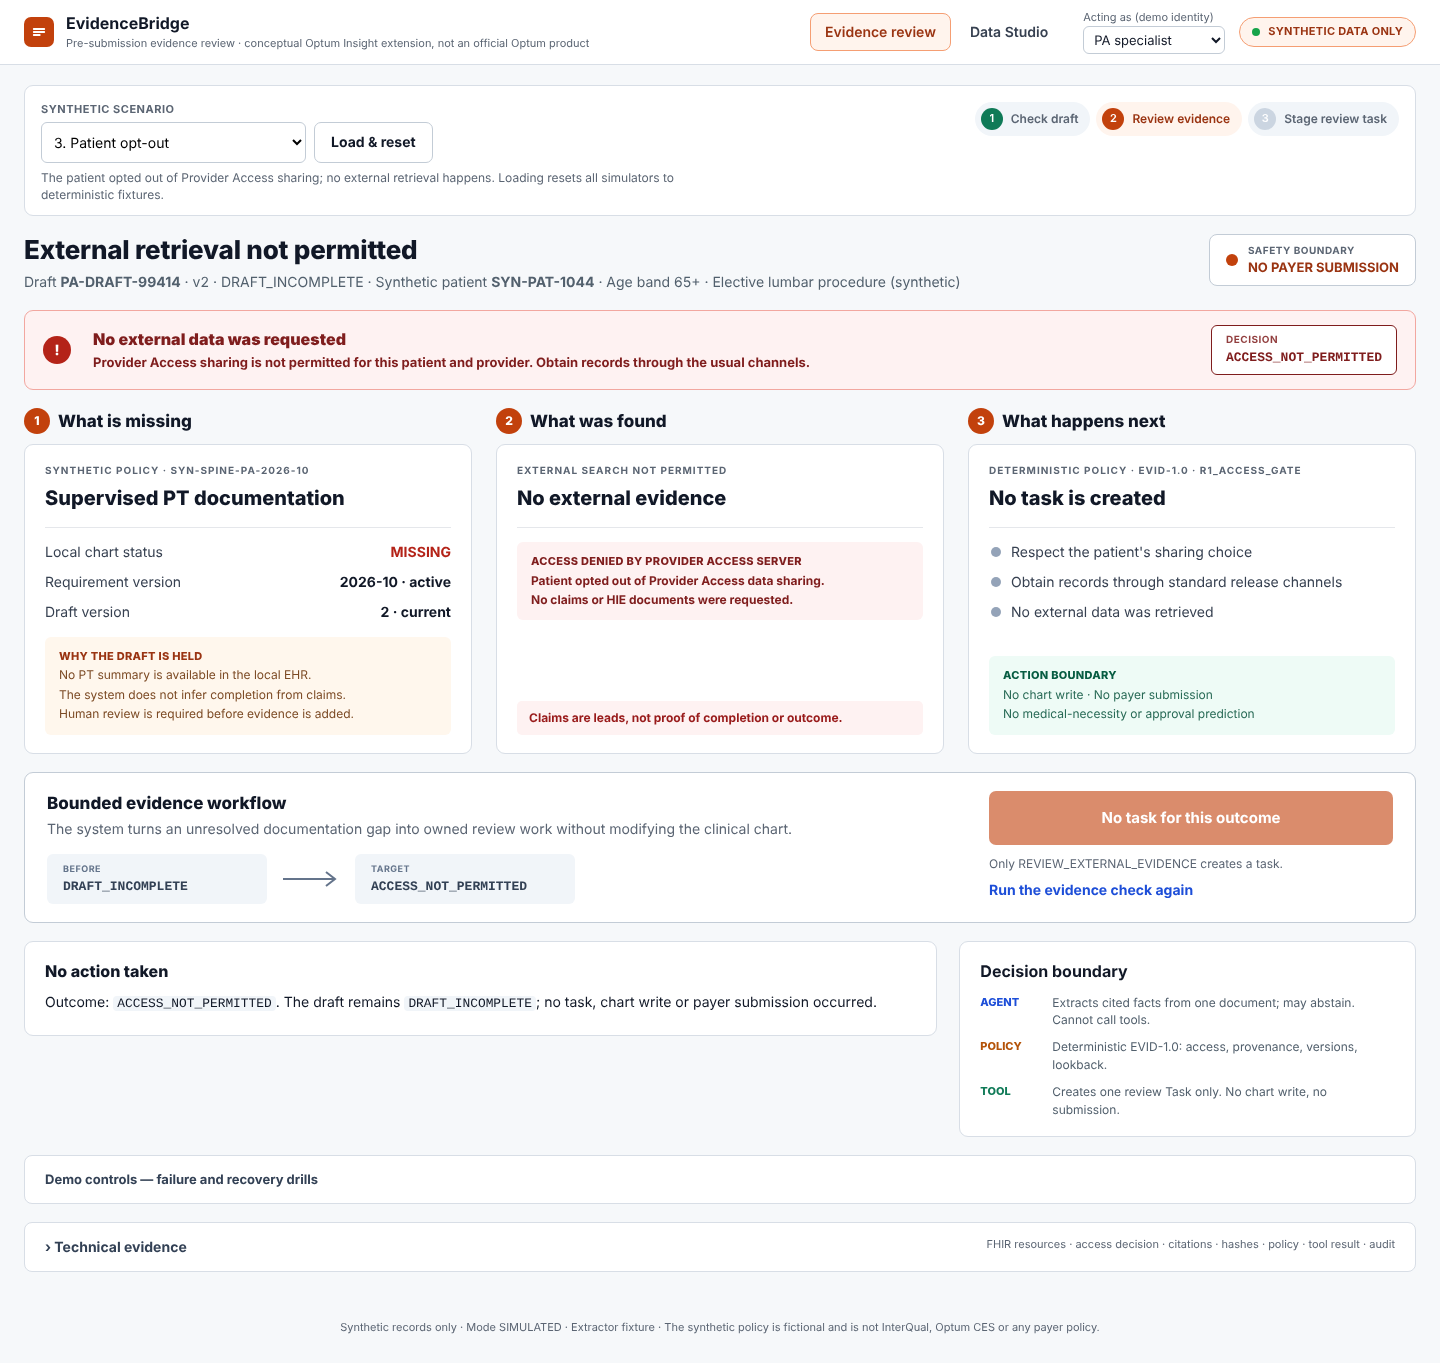 EvidenceBridge
Pre-submission evidence review · conceptual Optum Insight extension, not an official Optum product
Evidence review
Data Studio
Acting as (demo identity)
PA specialist
SYNTHETIC DATA ONLY
SYNTHETIC SCENARIO
3. Patient opt-out
Load & reset
The patient opted out of Provider Access sharing; no external retrieval happens. Loading resets all simulators to
deterministic fixtures.
1 Check draft
2 Review evidence
3 Stage review task
External retrieval not permitted
Draft PA-DRAFT-99414 · v2 · DRAFT_INCOMPLETE · Synthetic patient SYN-PAT-1044 · Age band 65+ · Elective lumbar procedure (synthetic)
SAFETY BOUNDARY
NO PAYER SUBMISSION
!
No external data was requested
Provider Access sharing is not permitted for this patient and provider. Obtain records through the usual channels.
DECISION
ACCESS_NOT_PERMITTED
1 What is missing
SYNTHETIC POLICY · SYN-SPINE-PA-2026-10
Supervised PT documentation
Local chart status MISSING
Requirement version 2026-10 · active
Draft version 2 · current
WHY THE DRAFT IS HELD
No PT summary is available in the local EHR.
The system does not infer completion from claims.
Human review is required before evidence is added.
2 What was found
EXTERNAL SEARCH NOT PERMITTED
No external evidence
ACCESS DENIED BY PROVIDER ACCESS SERVER
Patient opted out of Provider Access data sharing.
No claims or HIE documents were requested.
Claims are leads, not proof of completion or outcome.
3 What happens next
DETERMINISTIC POLICY · EVID-1.0 · R1_ACCESS_GATE
No task is created
Respect the patient's sharing choice
Obtain records through standard release channels
No external data was retrieved
ACTION BOUNDARY
No chart write · No payer submission
No medical-necessity or approval prediction
Bounded evidence workflow
The system turns an unresolved documentation gap into owned review work without modifying the clinical chart.
BEFORE
DRAFT_INCOMPLETE
TARGET
ACCESS_NOT_PERMITTED
No task for this outcome
Only REVIEW_EXTERNAL_EVIDENCE creates a task.
Run the evidence check again
No action taken
Outcome: ACCESS_NOT_PERMITTED. The draft remains DRAFT_INCOMPLETE; no task, chart write or payer submission occurred.
Decision boundary
AGENT Extracts cited facts from one document; may abstain.
Cannot call tools.
POLICY Deterministic EVID-1.0: access, provenance, versions,
lookback.
TOOL Creates one review Task only. No chart write, no
submission.
Demo controls — failure and recovery drills
› Technical evidence
FHIR resources · access decision · citations · hashes · policy · tool result · audit
Synthetic records only · Mode SIMULATED · Extractor fixture · The synthetic policy is fictional and is not InterQual, Optum CES or any payer policy.